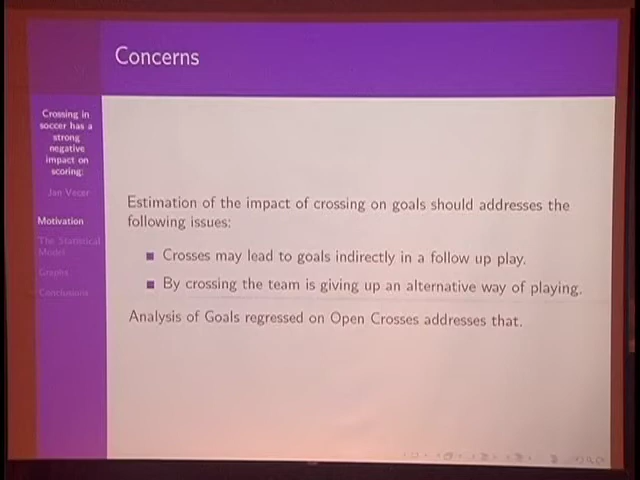 Concerns
Crossing in
soccer has a
strong
negative
impact on
scoring:
Jan Vecer
Motivation
The Statistical
Model
Graphs
Conclusions
Estimation of the impact of crossing on goals should addresses the
following issues:
Crosses may lead to goals indirectly in a follow up play.
By crossing the team is giving up an alternative way of playing.
Analysis of Goals regressed on Open Crosses addresses that.